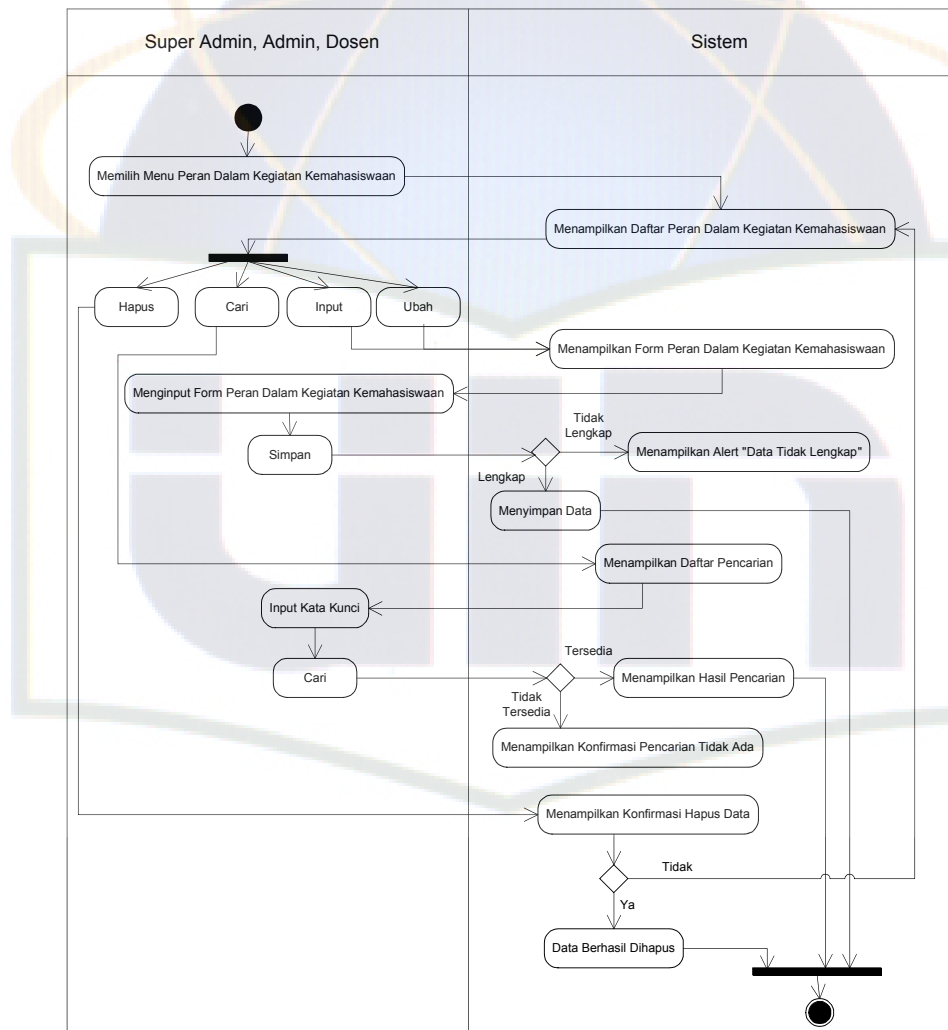 Super Admin, Admin, Dosen
Sistem
Memilih Menu Peran Dalam Kegiatan Kemahasiswaan
Menampilkan Daftar Peran Dalam Kegiatan Kemahasiswaan
Hapus
Cari
Input
Ubah
Menampilkan Form Peran Dalam Kegiatan Kemahasiswaan
Menginput Form Peran Dalam Kegiatan Kemahasiswaan
Tidak
Lengkap
Simpan
Menampilkan Alert "Data Tidak Lengkap"
Lengkap
Menyimpan Data
Menampilkan Daftar Pencarian
Input Kata Kunci
Tersedia
Cari
Menampilkan Hasil Pencarian
Tidak
Tersedia
Menampilkan Konfirmasi Pencarian Tidak Ada
Menampilkan Konfirmasi Hapus Data
Tidak
Ya
Data Berhasil Dihapus
uin